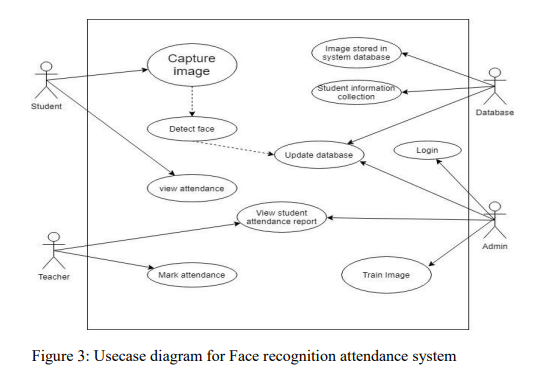 Capture
image
Image stored in
system database
Student information
collection
Student
Database
Detect face
Update database
Login
view attendance
View student
attendance report
Admin
Teacher
Mark attendance
Train Image
Figure 3: Usecase diagram for Face recognition attendance system